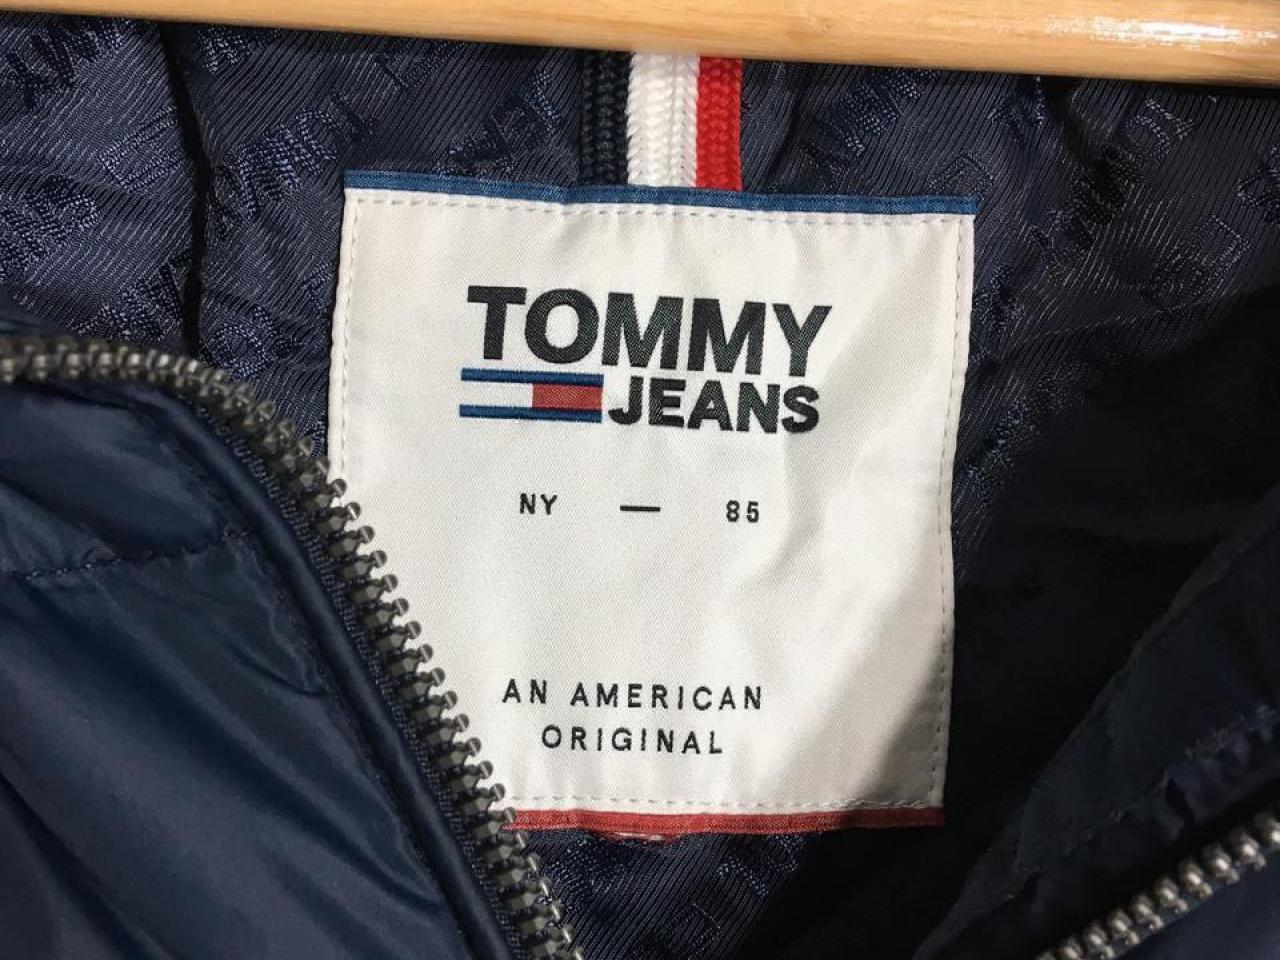 TOMMY
JEANS
NY — 85
AN AMERICAN
ORIGINAL